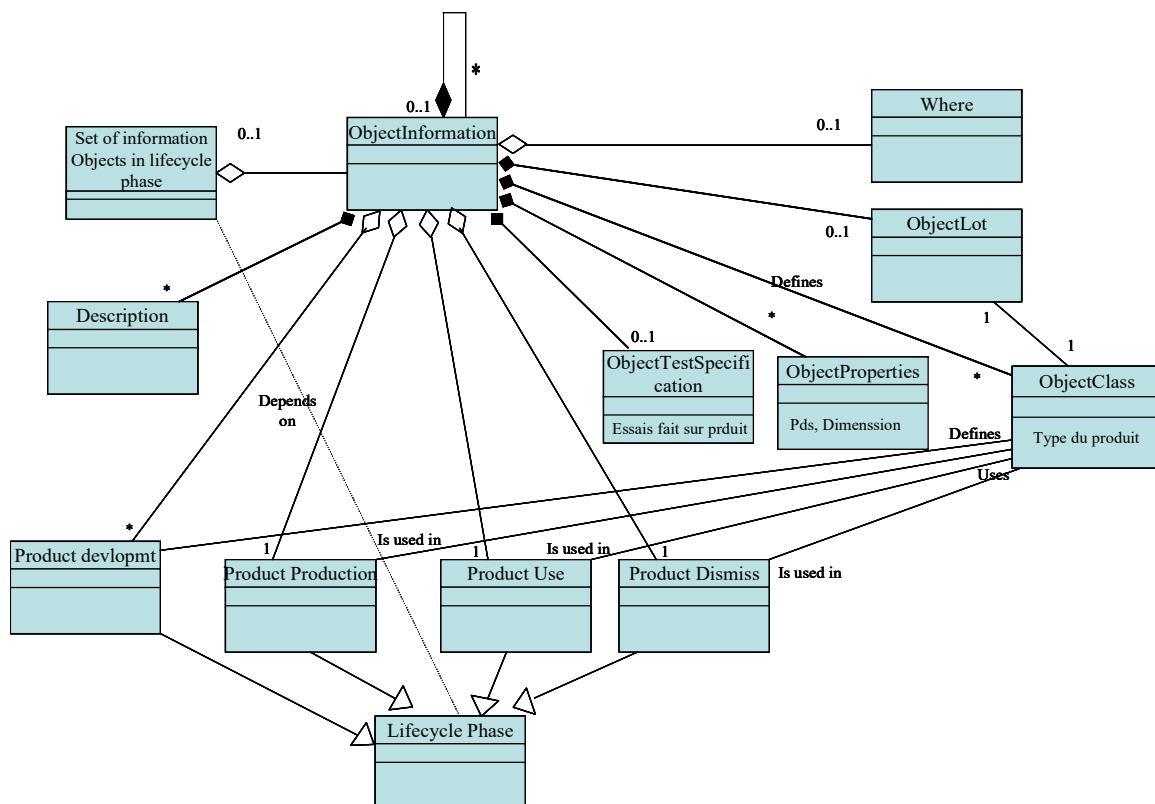 *
0..1
Where
0..1
ObjectInformation
Set of information
Objects in lifecycle
phase
0..1
0..1
ObjectLot
Defines
*
Description
*
0..1
1
1
ObjectTestSpecifi
cation
Essais fait sur prduit
ObjectProperties
Pds, Dimenssion
*
ObjectClass
Type du produit
Depends
on
Defines
Uses
*
Product devlopmt
1
Is used in
Product Production
1
Is used in
Product Use
1
Product Dismiss
Is used in
Lifecycle Phase